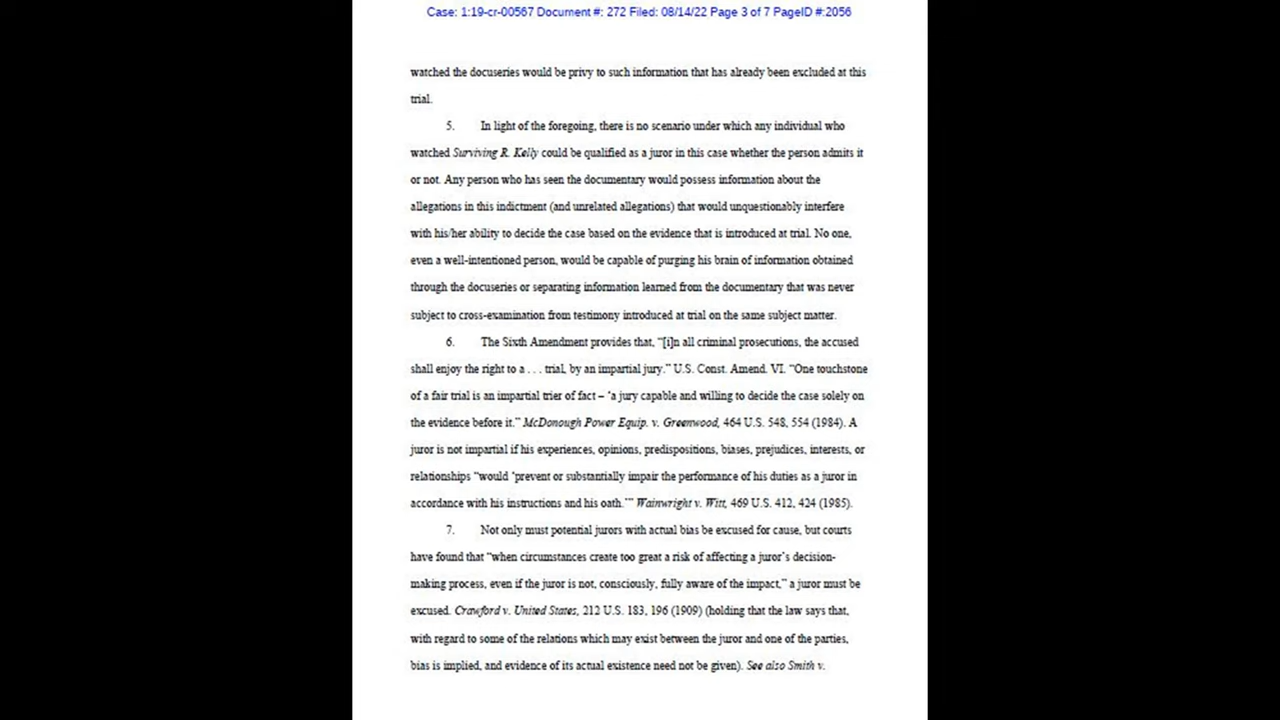 Case: 1:19-cr-00567 Document #: 272 Filed: 08/14/22 Page 3 of 7 PageID #:2056
watched the docuseries would be privy to such information that has already been excluded at this
trial.
5. In light of the foregoing, there is no scenario under which any individual who
watched Surviving R. Kelly could be qualified as a juror in this case whether the person admits it
or not. Any person who has seen the documentary would possess information about the
allegations in this indictment (and unrelated allegations) that would unquestionably interfere
with his/her ability to decide the case based on the evidence that is introduced at trial. No one,
even a well-intentioned person, would be capable of purging his brain of information obtained
through the docuseries or separating information learned from the documentary that was never
subject to cross-examination from testimony introduced at trial on the same subject matter.
6. The Sixth Amendment provides that, “[i]n all criminal prosecutions, the accused
shall enjoy the right to a . . . trial, by an impartial jury.” U.S. Const. Amend. VI. “One touchstone
of a fair trial is an impartial trier of fact – ‘a jury capable and willing to decide the case solely on
the evidence before it.” McDonough Power Equip. v. Greenwood, 464 U.S. 548, 554 (1984). A
juror is not impartial if his experiences, opinions, predispositions, biases, prejudices, interests, or
relationships “would ‘prevent or substantially impair the performance of his duties as a juror in
accordance with his instructions and his oath.’” Wainwright v. Witt, 469 U.S. 412, 424 (1985).
7. Not only must potential jurors with actual bias be excused for cause, but courts
have found that “when circumstances create too great a risk of affecting a juror’s decision-
making process, even if the juror is not, consciously, fully aware of the impact,” a juror must be
excused. Crawford v. United States, 212 U.S. 183, 196 (1909) (holding that the law says that,
with regard to some of the relations which may exist between the juror and one of the parties,
bias is implied, and evidence of its actual existence need not be given). See also Smith v.